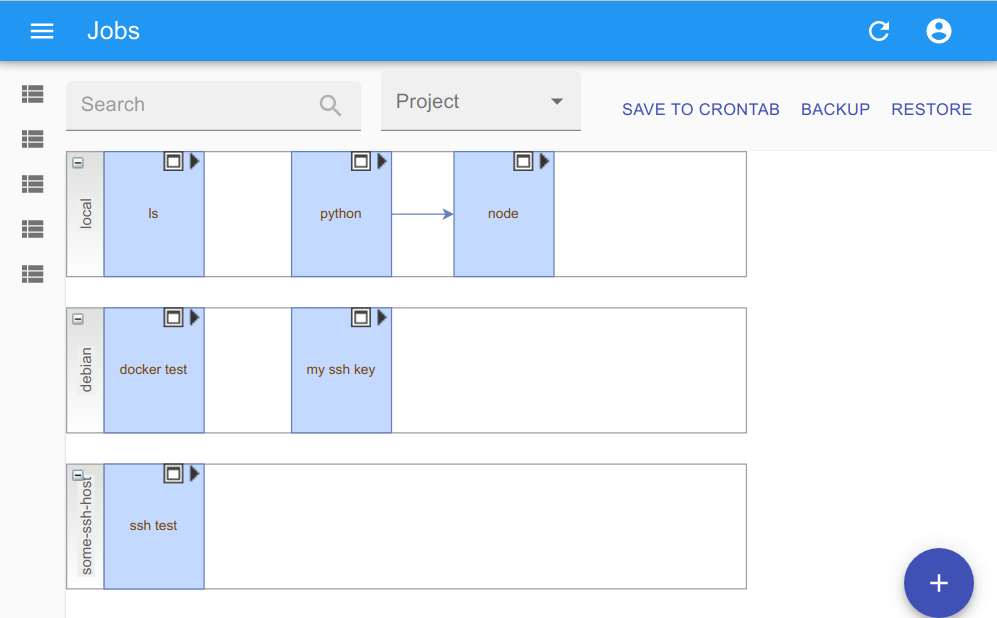 Jobs
Search
Project
SAVE TO CRONTAB
BACKUP
RESTORE
local
ls
python
node
debian
docker test
my ssh key
some-ssh-host
ssh test